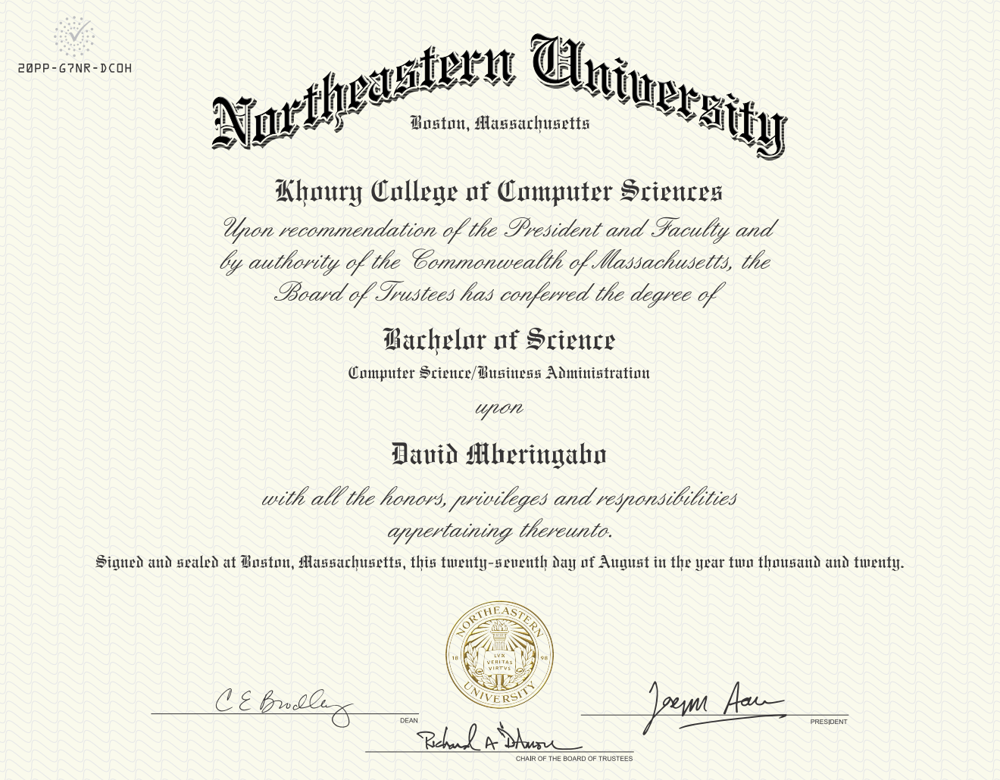 20PP-G7NR-DCOH
Northeastern University
Boston, Massachusetts
Khoury College of Computer Sciences
Upon recommendation of the President and Faculty and
by authority of the Commonwealth of Massachusetts, the
Board of Trustees has conferred the degree of
Bachelor of Science
Computer Science/Business Administration
upon
David Mberingabo
with all the honors, privileges and responsibilities
appertaining thereunto.
Signed and sealed at Boston, Massachusetts, this twenty-seventh day of August in the year two thousand and twenty.
NORTHEASTERN
18 98
LVX
VERITAS
VIRTVS
UNIVERSITY
C E Brodley
DEAN
Joseph Aoun
PRESIDENT
Richard A D'Amore
CHAIR OF THE BOARD OF TRUSTEES